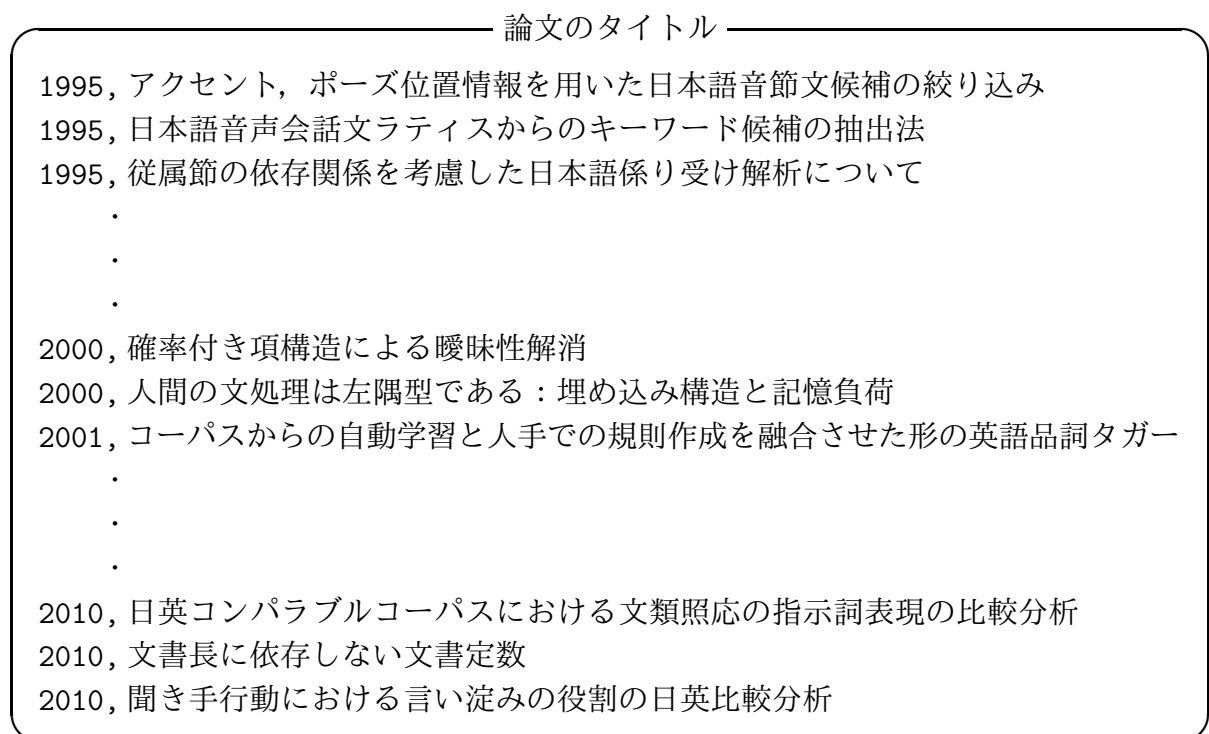 論文のタイトル
1995, アクセント，ポーズ位置情報を用いた日本語音節文候補の絞り込み
1995, 日本語音声会話文ラティスからのキーワード候補の抽出法
1995, 従属節の依存関係を考慮した日本語係り受け解析について
.
.
.
2000, 確率付き項構造による曖昧性解消
2000, 人間の文処理は左隅型である：埋め込み構造と記憶負荷
2001, コーパスからの自動学習と人手での規則作成を融合させた形の英語品詞タガー
.
.
.
2010, 日英コンパラブルコーパスにおける文類照応の指示詞表現の比較分析
2010, 文書長に依存しない文書定数
2010, 聞き手行動における言い淀みの役割の日英比較分析